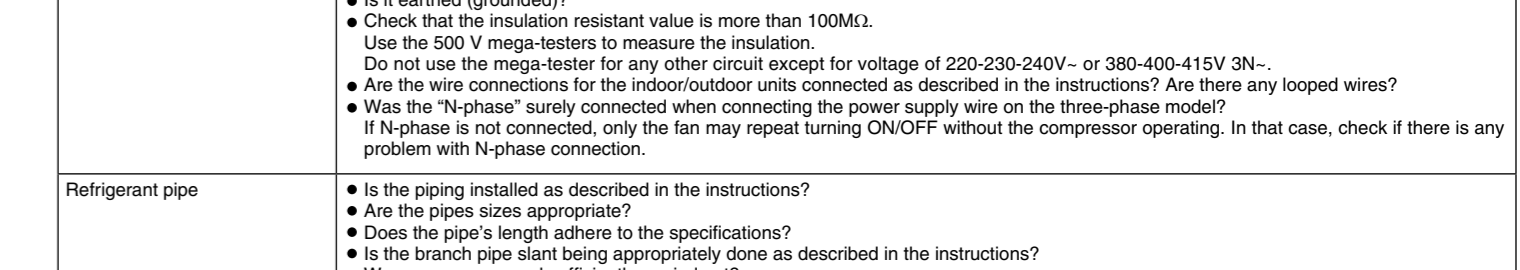 ● Is it earthed (grounded)?
● Check that the insulation resistant value is more than 100MΩ.
Use the 500 V mega-testers to measure the insulation.
Do not use the mega-tester for any other circuit except for voltage of 220-230-240V~ or 380-400-415V 3N~.
● Are the wire connections for the indoor/outdoor units connected as described in the instructions? Are there any looped wires?
● Was the “N-phase” surely connected when connecting the power supply wire on the three-phase model?
If N-phase is not connected, only the fan may repeat turning ON/OFF without the compressor operating. In that case, check if there is any
problem with N-phase connection.
Refrigerant pipe
● Is the piping installed as described in the instructions?
● Are the pipes sizes appropriate?
● Does the pipe’s length adhere to the specifications?
● Is the branch pipe slant being appropriately done as described in the instructions?